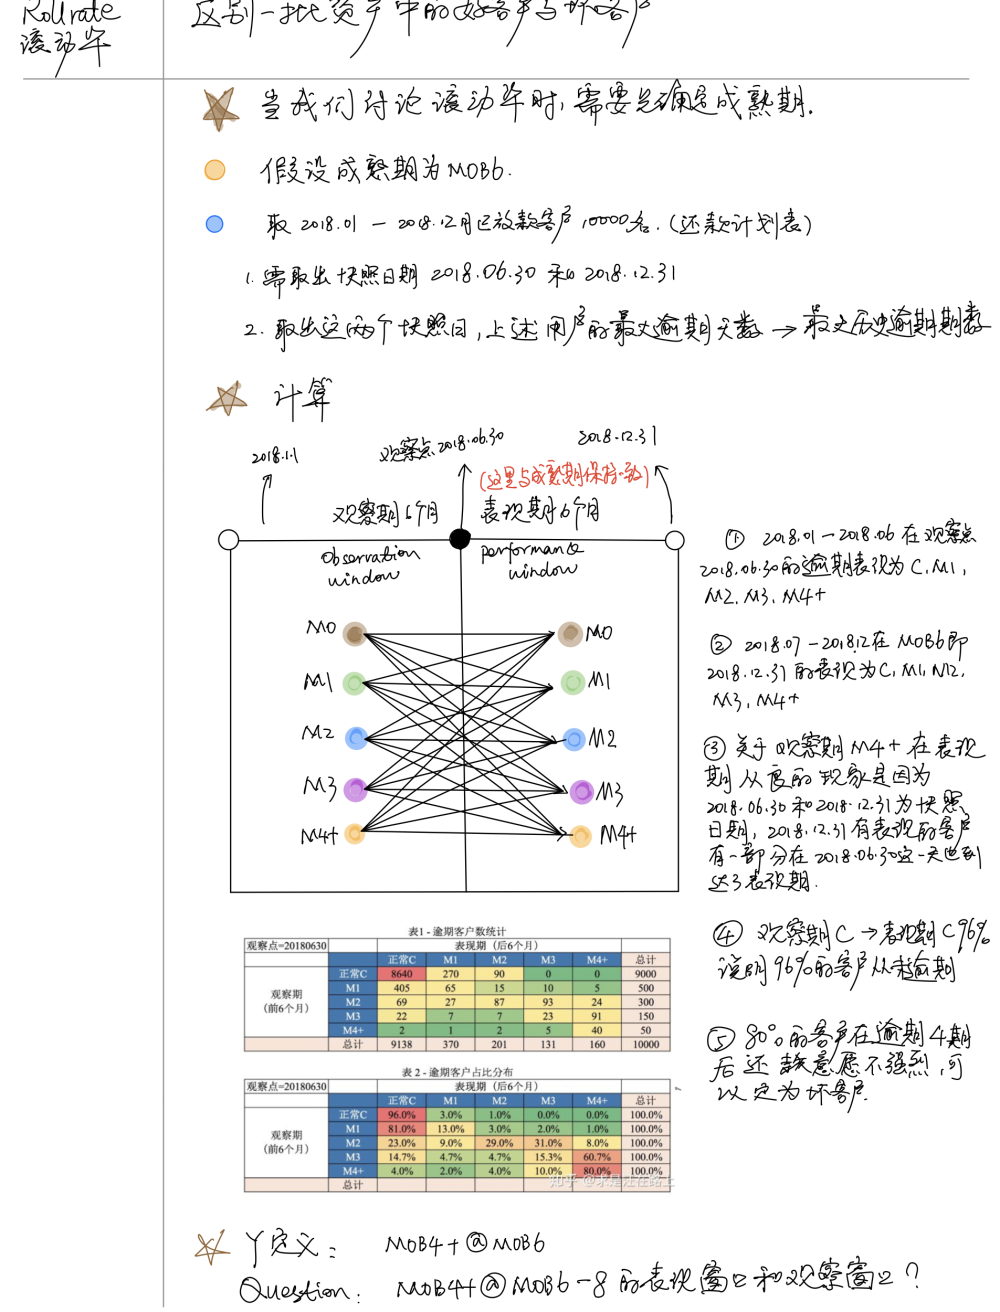 Rollrate
滚动率
区别一批资产中的好客户与坏客户
当我们讨论滚动率时，需要先确定成熟期.
假设成熟期为MOB6.
取 2018.01 — 2018.12月已放款客户 10000名.(还款计划表)
1. 需取出快照日期 2018.06.30 和 2018.12.31
2. 取出这两个快照日,上述用户的最大逾期天数 → 最大历史逾期期数
计算
2018.1.1
观察点2018.06.30
2018.12.31
(这里与成熟期保持一致)
观察期6个月
表现期6个月
observation
window
performance
window
M0
M1
M2
M3
M4+
M0
M1
M2
M3
M4+
① 2018.01 — 2018.06 在观察点
2018.06.30的逾期表现为 C,M1,
M2, M3, M4+
② 2018.07 — 2018.12在 MOB6即
2018.12.31 的表现为C, M1, M2,
M3, M4+
③ 关于观察期M4+ 在表现
期从良的现象是因为
2018.06.30和2018.12.31为快照
日期, 2018.12.31有表现的客户
有一部分在2018.06.30这一天也到
达了表现期.
④ 观察期C → 表现期C 96%
说明96%的客户从未逾期
⑤ 80%的客户在逾期4期
后还款意愿不强烈,可
以定为坏客户.
表1 - 逾期客户数统计
观察点=20180630 表现期（后6个月）
正常C M1 M2 M3 M4+ 总计
观察期
（前6个月）
正常C 8640 270 90 0 0 9000
M1 405 65 15 10 5 500
M2 69 27 87 93 24 300
M3 22 7 7 23 91 150
M4+ 2 1 2 5 40 50
总计 9138 370 201 131 160 10000
表 2 - 逾期客户占比分布
观察点=20180630 表现期（后6个月）
正常C M1 M2 M3 M4+ 总计
观察期
（前6个月）
正常C 96.0% 3.0% 1.0% 0.0% 0.0% 100.0%
M1 81.0% 13.0% 3.0% 2.0% 1.0% 100.0%
M2 23.0% 9.0% 29.0% 31.0% 8.0% 100.0%
M3 14.7% 4.7% 4.7% 15.3% 60.7% 100.0%
M4+ 4.0% 2.0% 4.0% 10.0% 80.0% 100.0%
总计
知乎 @求是汪在路上
Y定义： MOB4+ @ MOB6
Question: MOB4+ @ MOB6-8 的表现窗口和观察窗口？